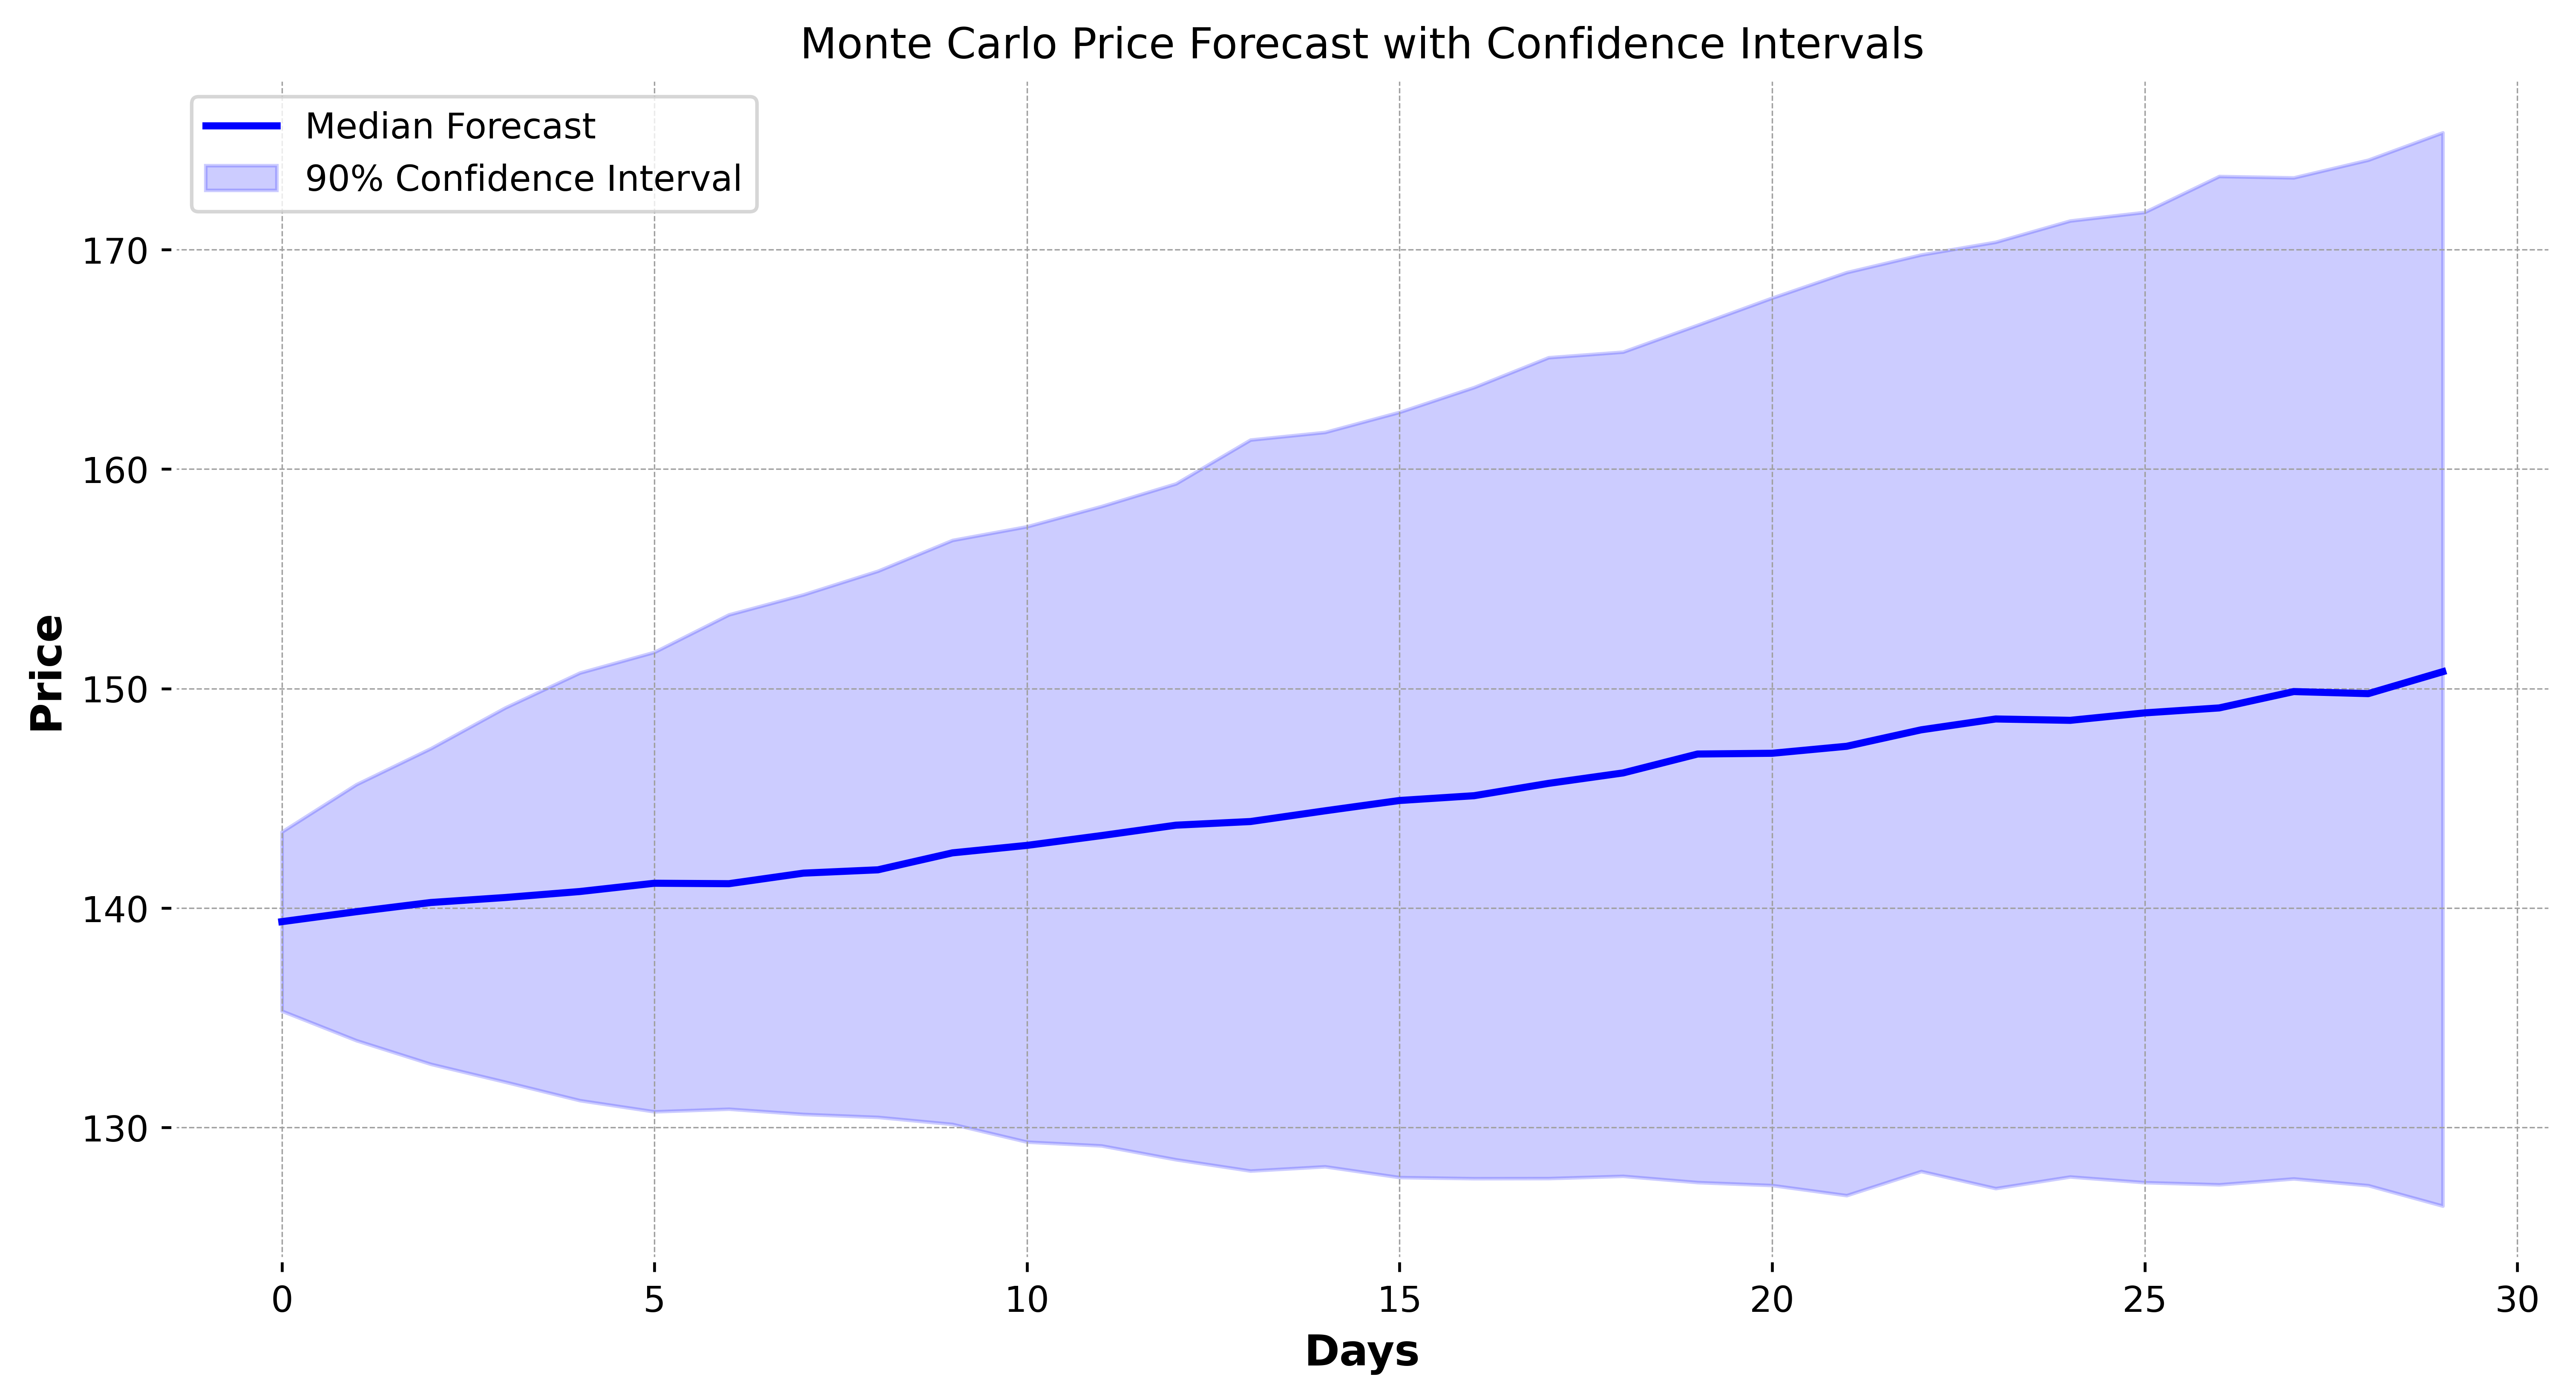 Monte Carlo Price Forecast with Confidence Intervals
Median Forecast
90% Confidence Interval
170
160
150
140
130
Price
0 5 10 15 20 25 30
Days